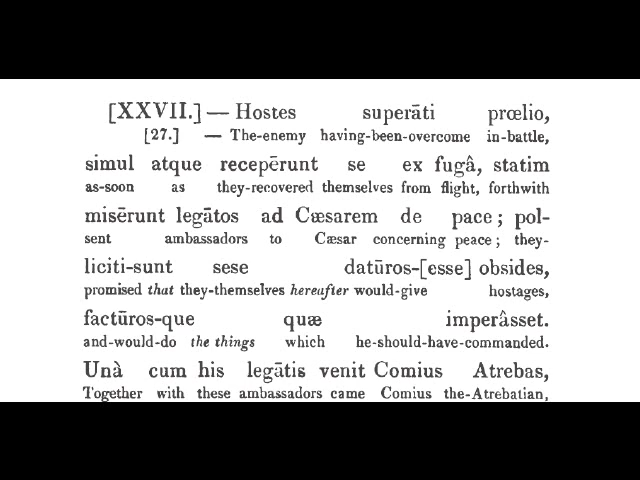 [XXVII.] — Hostes superāti prœlio,
[27.] — The-enemy having-been-overcome in-battle,
simul atque recepērunt se ex fugâ, statim
as-soon as they-recovered themselves from flight, forthwith
misērunt legātos ad Cæsarem de pace; pol-
sent ambassadors to Cæsar concerning peace; they-
liciti-sunt sese datūros-[esse] obsides,
promised that they-themselves hereafter would-give hostages,
factūros-que quæ imperâsset.
and-would-do the things which he-should-have-commanded.
Unà cum his legātis venit Comius Atrebas,
Together with these ambassadors came Comius the-Atrebatian,